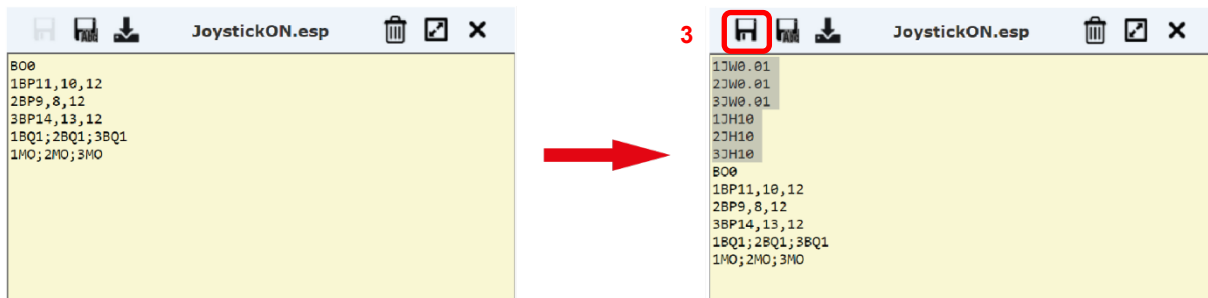 JoystickON.esp
BO0
1BP11,10,12
2BP9,8,12
3BP14,13,12
1BQ1;2BQ1;3BQ1
1MO;2MO;3MO
3
JoystickON.esp
1JW0.01
2JW0.01
3JW0.01
1JH10
2JH10
3JH10
BO0
1BP11,10,12
2BP9,8,12
3BP14,13,12
1BQ1;2BQ1;3BQ1
1MO;2MO;3MO